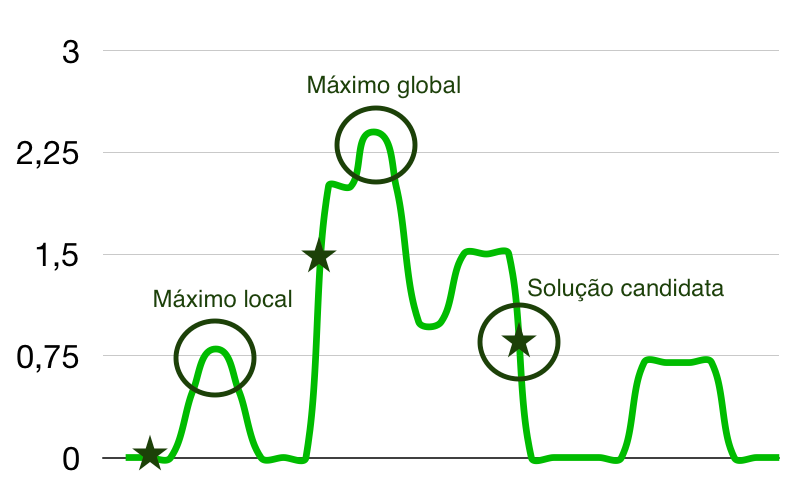 3
Máximo global
2,25
1,5
Solução candidata
Máximo local
0,75
0